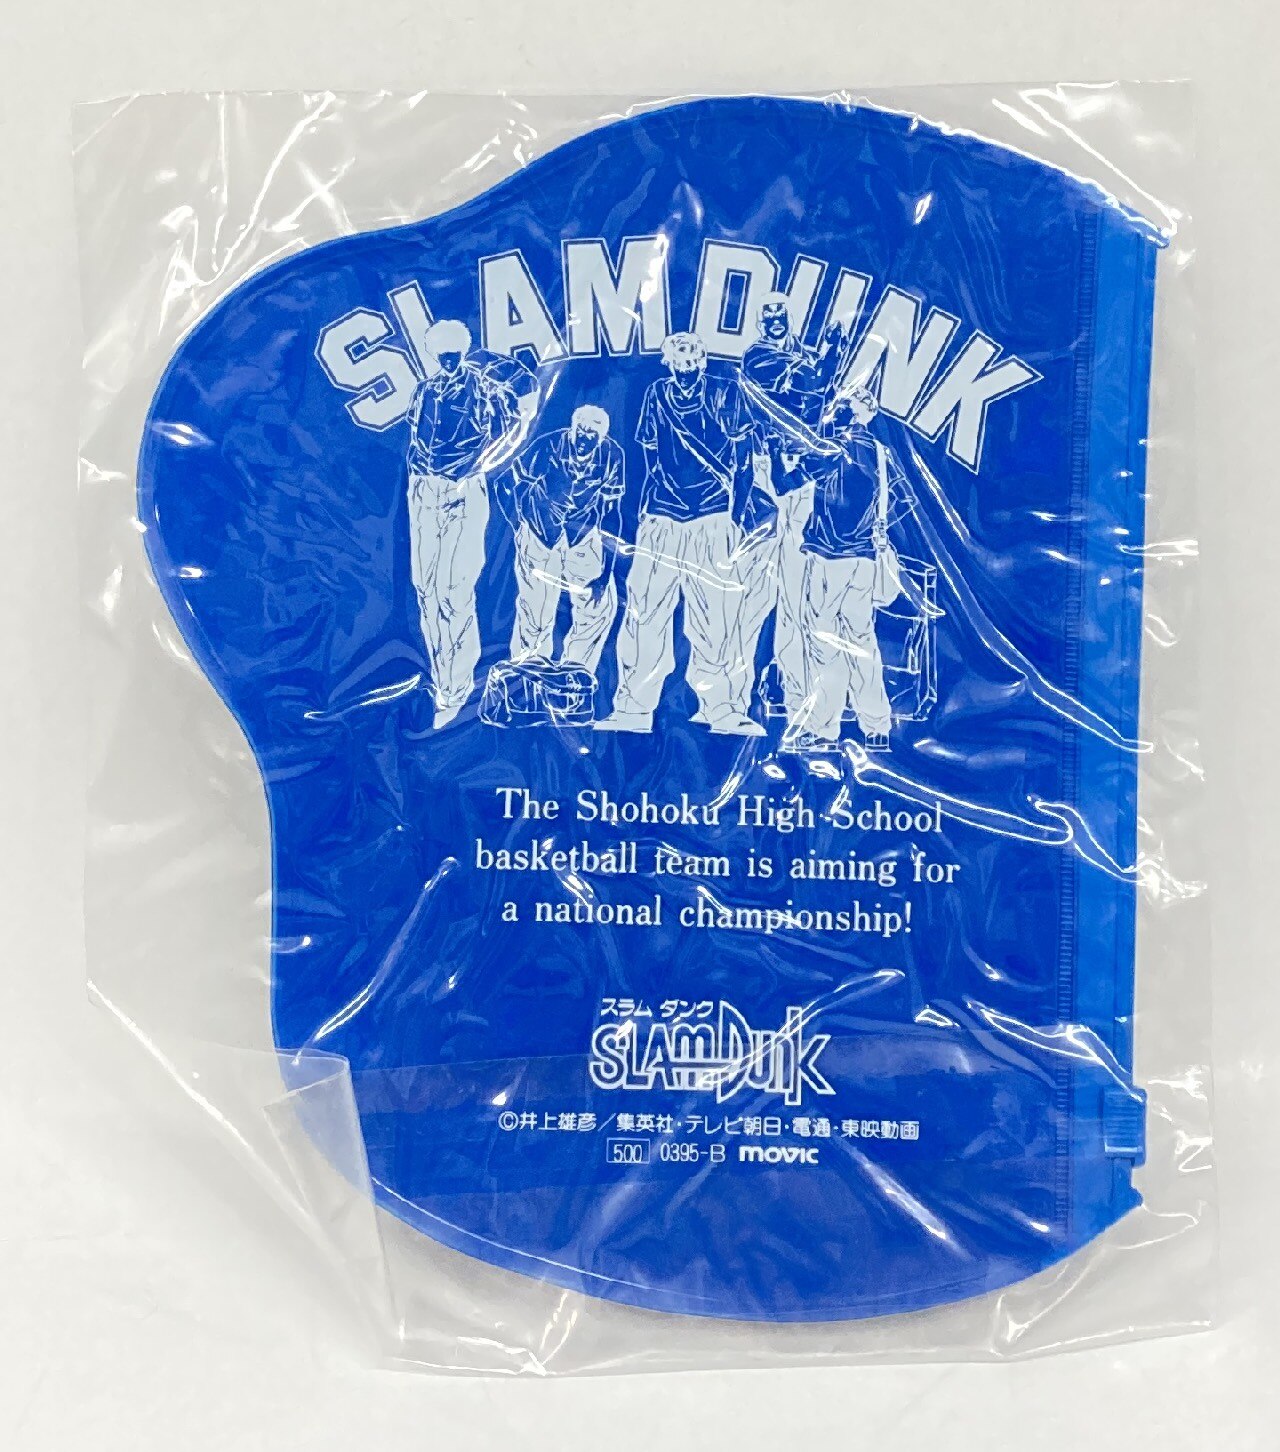 SLAM DUNK
The Shohoku High School
basketball team is aiming for
a national championship!
スラム ダンク
SLAM DUNK
©井上雄彦／集英社・テレビ朝日・電通・東映動画
500 0395-B movic